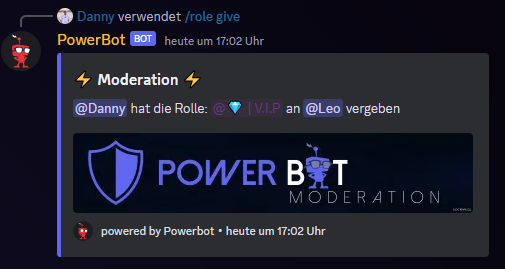 Danny verwendet /role give
PowerBot BOT heute um 17:02 Uhr
⚡ Moderation ⚡
@Danny hat die Rolle: @💎 | V.I.P an @Leo vergeben
POWER BOT
MODERATION
powered by Powerbot • heute um 17:02 Uhr